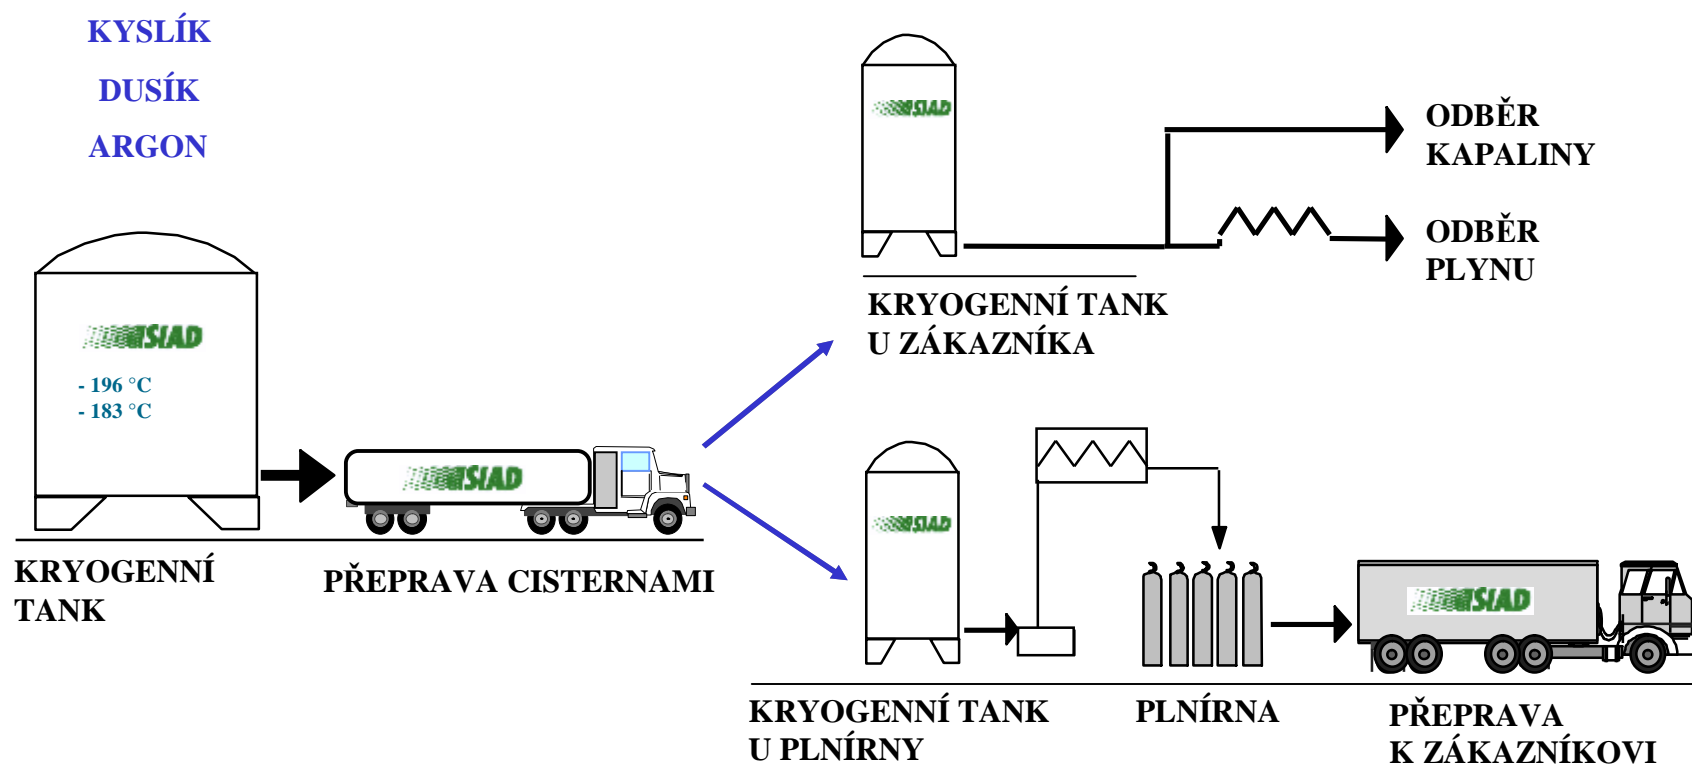 KYSLÍK
DUSÍK
ARGON
SIAD
- 196 °C
- 183 °C
KRYOGENNÍ
TANK
SIAD
PŘEPRAVA CISTERNAMI
SIAD
ODBĚR
KAPALINY
ODBĚR
PLYNU
KRYOGENNÍ TANK
U ZÁKAZNÍKA
SIAD
KRYOGENNÍ TANK
U PLNÍRNY
PLNÍRNA
SIAD
PŘEPRAVA
K ZÁKAZNÍKOVI